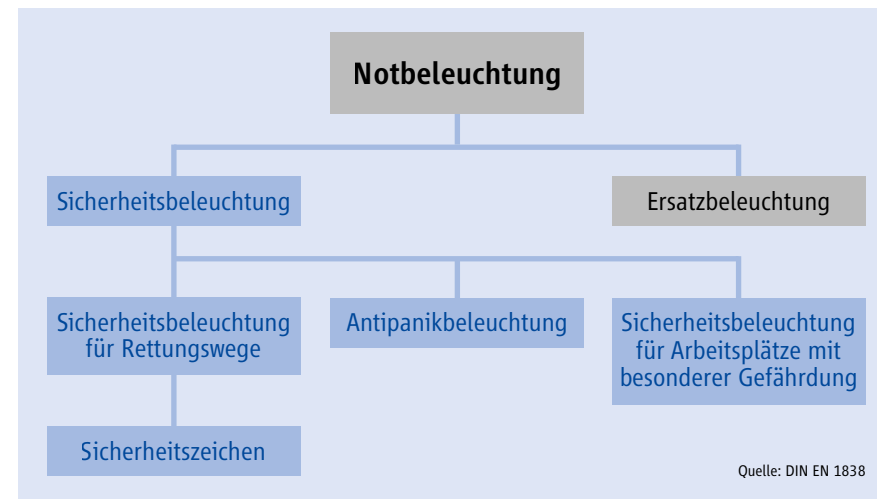 Notbeleuchtung
Sicherheitsbeleuchtung
Ersatzbeleuchtung
Sicherheitsbeleuchtung
für Rettungswege
Antipanikbeleuchtung
Sicherheitsbeleuchtung
für Arbeitsplätze mit
besonderer Gefährdung
Sicherheitszeichen
Quelle: DIN EN 1838